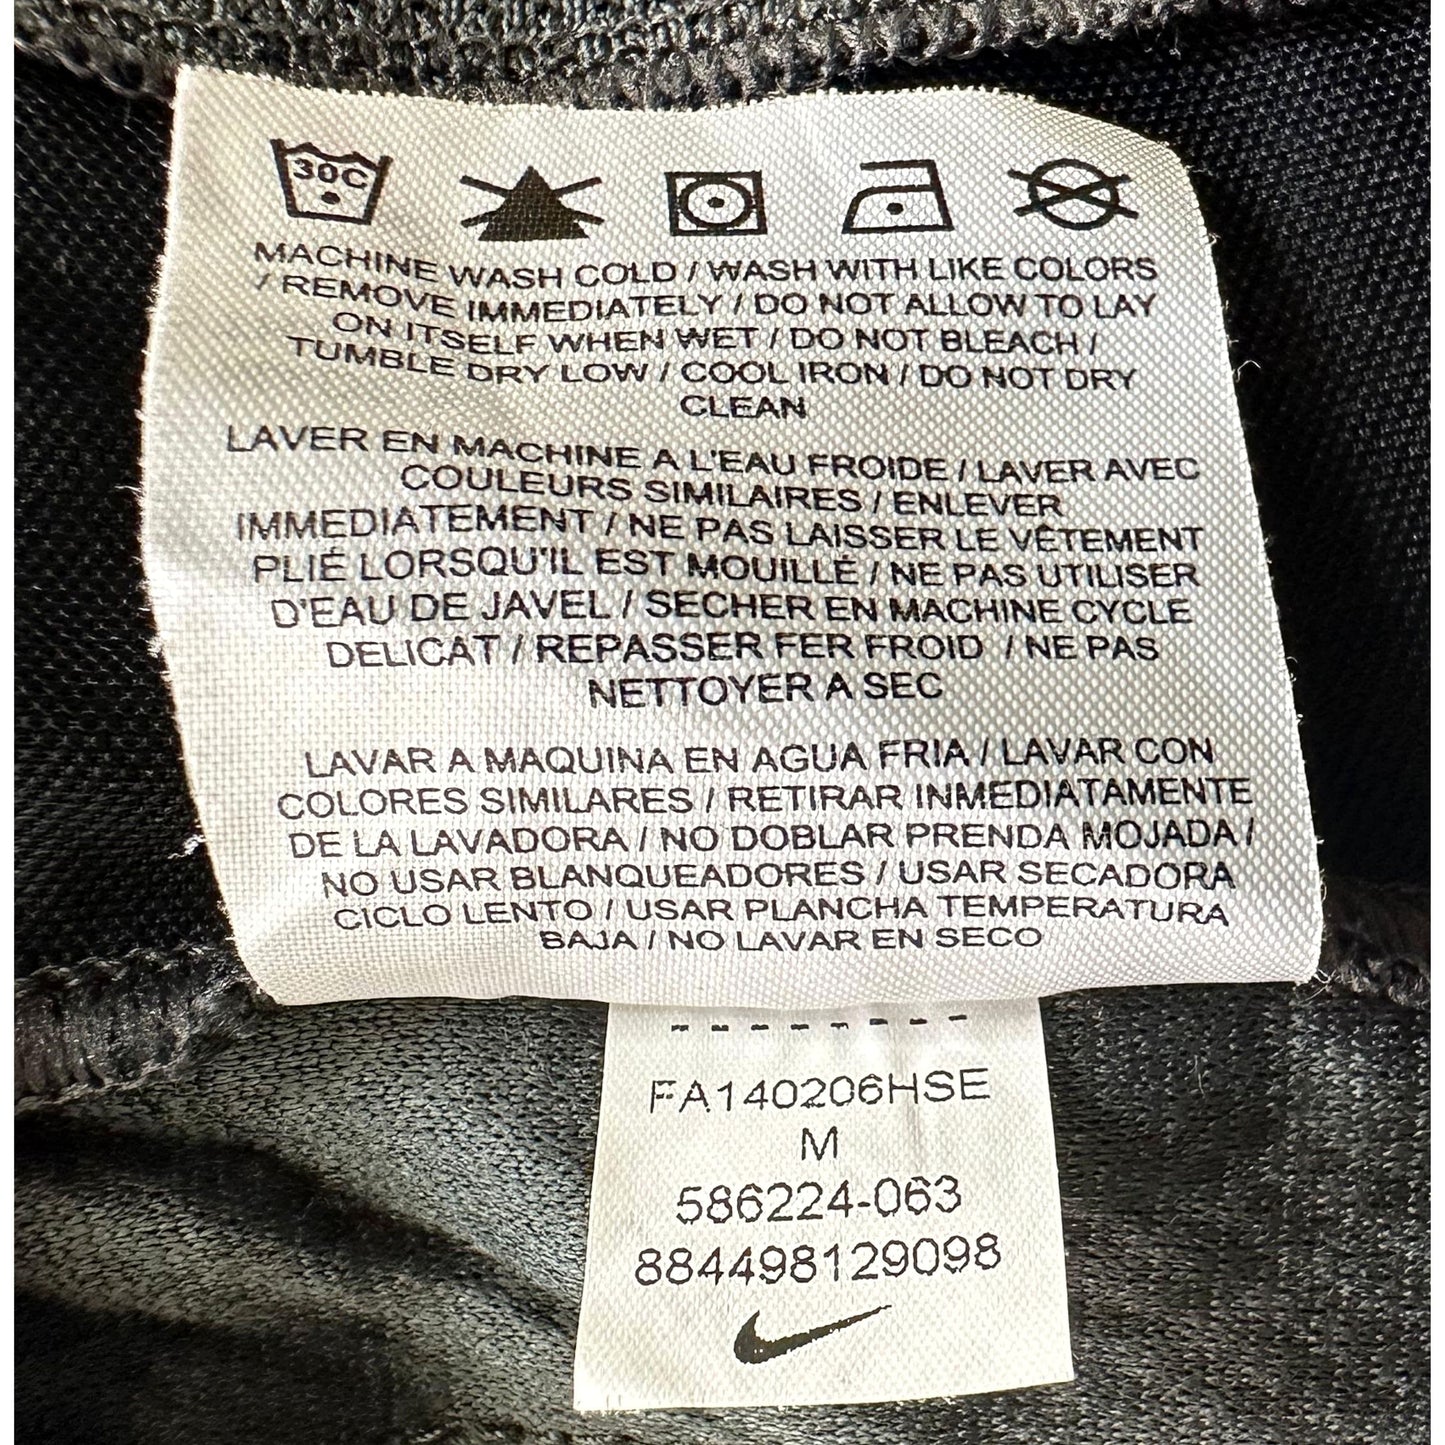 30C
MACHINE WASH COLD / WASH WITH LIKE COLORS
/ REMOVE IMMEDIATELY / DO NOT ALLOW TO LAY
ON ITSELF WHEN WET / DO NOT BLEACH /
TUMBLE DRY LOW / COOL IRON / DO NOT DRY
CLEAN
LAVER EN MACHINE A L'EAU FROIDE / LAVER AVEC
COULEURS SIMILAIRES / ENLEVER
IMMEDIATEMENT / NE PAS LAISSER LE VÊTEMENT
PLIÉ LORSQU'IL EST MOUILLÉ / NE PAS UTILISER
D'EAU DE JAVEL / SECHER EN MACHINE CYCLE
DELICAT / REPASSER FER FROID / NE PAS
NETTOYER A SEC
LAVAR A MAQUINA EN AGUA FRIA / LAVAR CON
COLORES SIMILARES / RETIRAR INMEDIATAMENTE
DE LA LAVADORA / NO DOBLAR PRENDA MOJADA /
NO USAR BLANQUEADORES / USAR SECADORA
CICLO LENTO / USAR PLANCHA TEMPERATURA
BAJA / NO LAVAR EN SECO
FA140206HSE
M
586224-063
884498129098